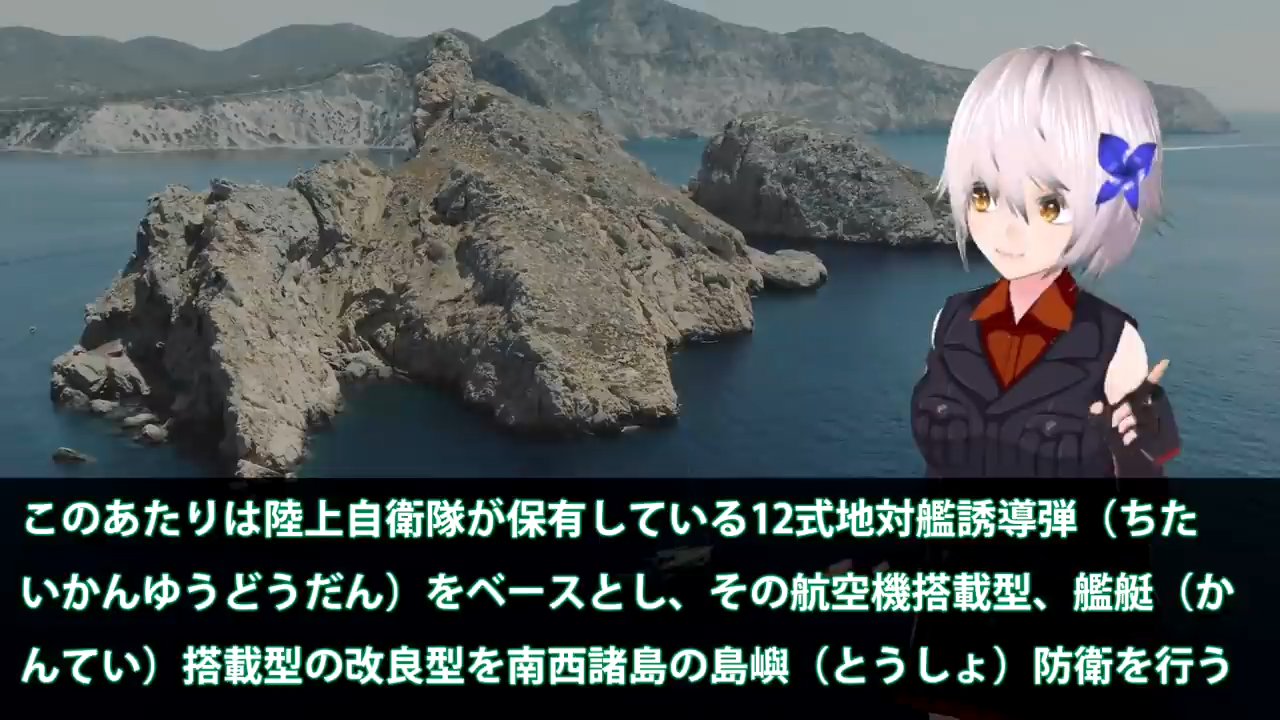 このあたりは陸上自衛隊が保有している12式地対艦誘導弾（ちた
いかんゆうどうだん）をベースとし、その航空機搭載型、艦艇（か
んてい）搭載型の改良型を南西諸島の島嶼（とうしょ）防衛を行う